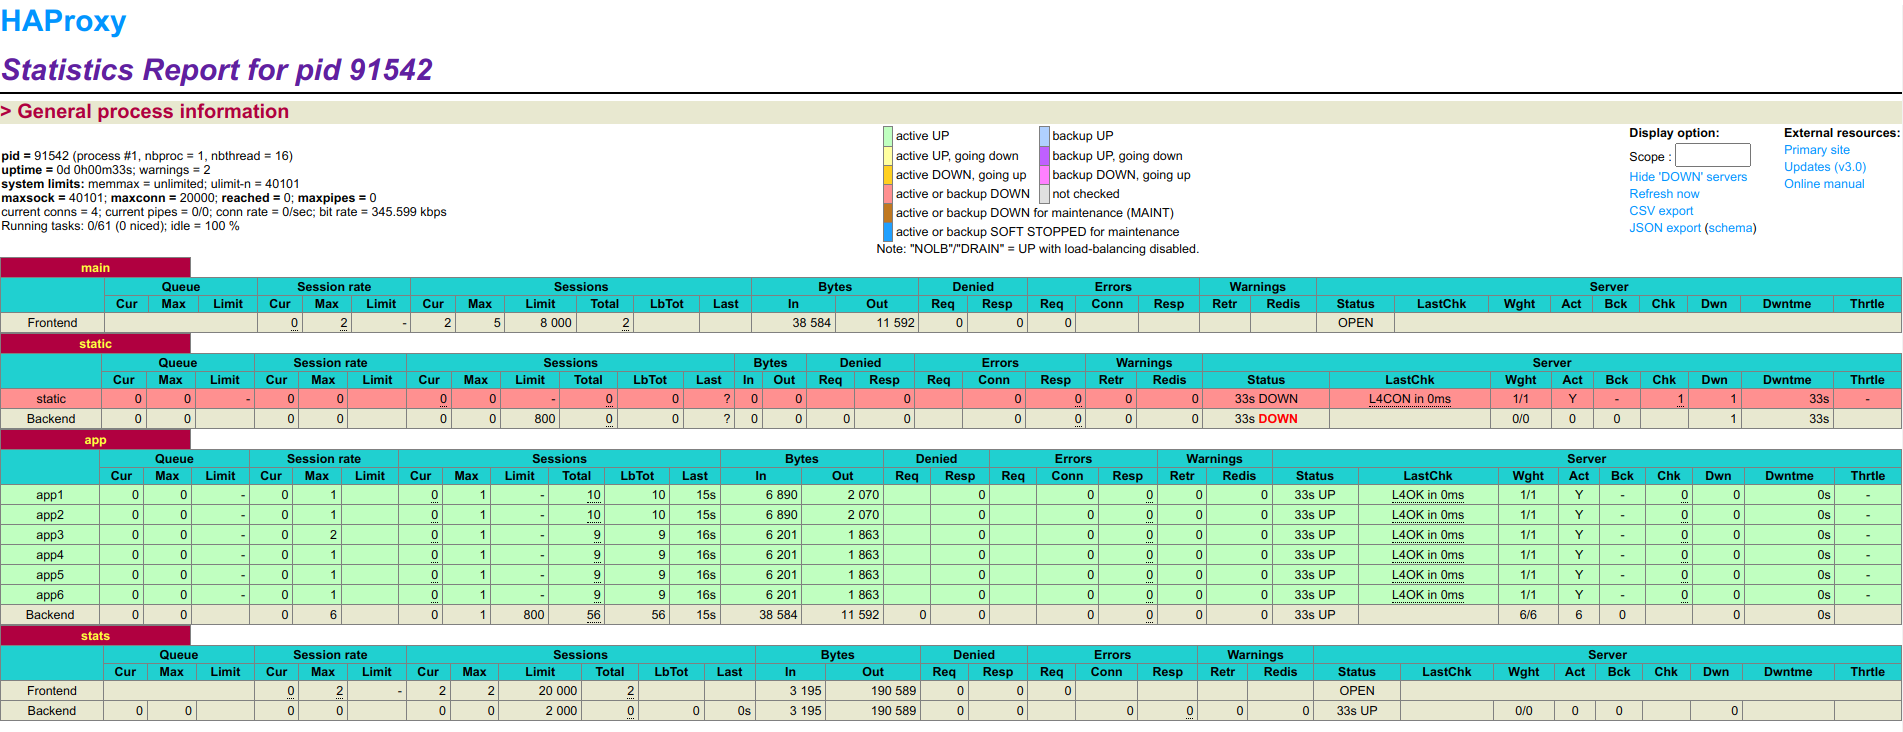 HAProxy
Statistics Report for pid 91542
> General process information
pid = 91542 (process #1, nbproc = 1, nbthread = 16)
uptime = 0d 0h00m33s; warnings = 2
system limits: memmax = unlimited; ulimit-n = 40101
maxsock = 40101; maxconn = 20000; reached = 0; maxpipes = 0
current conns = 4; current pipes = 0/0; conn rate = 0/sec; bit rate = 345.599 kbps
Running tasks: 0/61 (0 niced); idle = 100 %
active UP backup UP
active UP, going down backup UP, going down
active DOWN, going up backup DOWN, going up
active or backup DOWN not checked
active or backup DOWN for maintenance (MAINT)
active or backup SOFT STOPPED for maintenance
Note: "NOLB"/"DRAIN" = UP with load-balancing disabled.
Display option:
Scope :
Hide 'DOWN' servers
Refresh now
CSV export
JSON export (schema)
External resources:
Primary site
Updates (v3.0)
Online manual
main
Queue Session rate Sessions Bytes Denied Errors Warnings Server
Cur Max Limit Cur Max Limit Cur Max Limit Total LbTot Last In Out Req Resp Req Conn Resp Retr Redis Status LastChk Wght Act Bck Chk Dwn Dwntme Thrtle
Frontend 0 2 - 2 5 8 000 2 38 584 11 592 0 0 0 OPEN
static
Queue Session rate Sessions Bytes Denied Errors Warnings Server
Cur Max Limit Cur Max Limit Cur Max Limit Total LbTot Last In Out Req Resp Req Conn Resp Retr Redis Status LastChk Wght Act Bck Chk Dwn Dwntme Thrtle
static 0 0 - 0 0 0 0 - 0 0 ? 0 0 0 0 0 0 0 33s DOWN L4CON in 0ms 1/1 Y - 1 1 33s -
Backend 0 0 0 0 0 0 800 0 0 ? 0 0 0 0 0 0 0 0 33s DOWN 0/0 0 0 1 33s
app
Queue Session rate Sessions Bytes Denied Errors Warnings Server
Cur Max Limit Cur Max Limit Cur Max Limit Total LbTot Last In Out Req Resp Req Conn Resp Retr Redis Status LastChk Wght Act Bck Chk Dwn Dwntme Thrtle
app1 0 0 - 0 1 0 1 - 10 10 15s 6 890 2 070 0 0 0 0 0 33s UP L4OK in 0ms 1/1 Y - 0 0 0s -
app2 0 0 - 0 1 0 1 - 10 10 15s 6 890 2 070 0 0 0 0 0 33s UP L4OK in 0ms 1/1 Y - 0 0 0s -
app3 0 0 - 0 2 0 1 - 9 9 16s 6 201 1 863 0 0 0 0 0 33s UP L4OK in 0ms 1/1 Y - 0 0 0s -
app4 0 0 - 0 1 0 1 - 9 9 16s 6 201 1 863 0 0 0 0 0 33s UP L4OK in 0ms 1/1 Y - 0 0 0s -
app5 0 0 - 0 1 0 1 - 9 9 16s 6 201 1 863 0 0 0 0 0 33s UP L4OK in 0ms 1/1 Y - 0 0 0s -
app6 0 0 - 0 1 0 1 - 9 9 16s 6 201 1 863 0 0 0 0 0 33s UP L4OK in 0ms 1/1 Y - 0 0 0s -
Backend 0 0 0 6 0 1 800 56 56 15s 38 584 11 592 0 0 0 0 0 0 33s UP 6/6 6 0 0 0s
stats
Queue Session rate Sessions Bytes Denied Errors Warnings Server
Cur Max Limit Cur Max Limit Cur Max Limit Total LbTot Last In Out Req Resp Req Conn Resp Retr Redis Status LastChk Wght Act Bck Chk Dwn Dwntme Thrtle
Frontend 0 2 - 2 2 20 000 2 3 195 190 589 0 0 0 OPEN
Backend 0 0 0 0 0 0 2 000 0 0 0s 3 195 190 589 0 0 0 0 0 0 33s UP 0/0 0 0 0